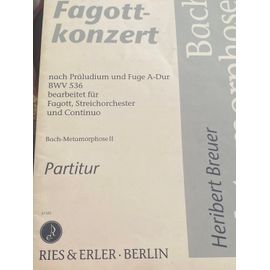 Fagott-
konzert
nach Präludium und Fuge A-Dur
BWV 536
bearbeitet für
Fagott, Streichorchester
und Continuo
Bach-Metamorphose II
Partitur
RIES & ERLER · BERLIN
Heribert Breuer
Bach